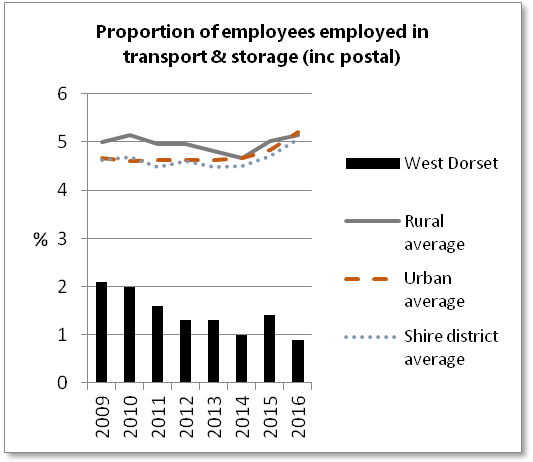 Proportion of employees employed in
transport & storage (inc postal)
6
5
4
3
2
1
0
%
2009
2010
2011
2012
2013
2014
2015
2016
West Dorset
Rural
average
Urban
average
Shire district
average